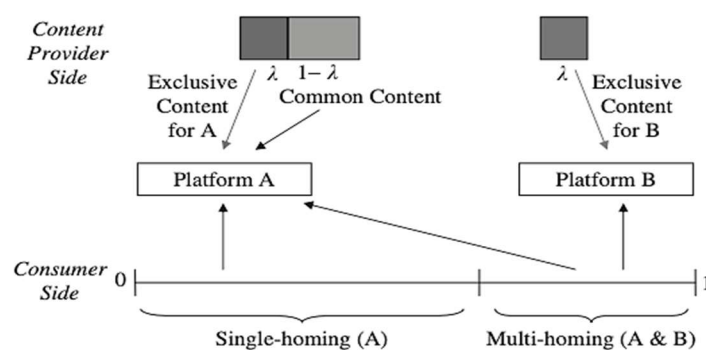 Content
Provider
Side
λ
1– λ
λ
Exclusive
Content
for A
Common Content
Exclusive
Content
for B
Platform A
Platform B
Consumer
Side
0
1
Single-homing (A)
Multi-homing (A & B)